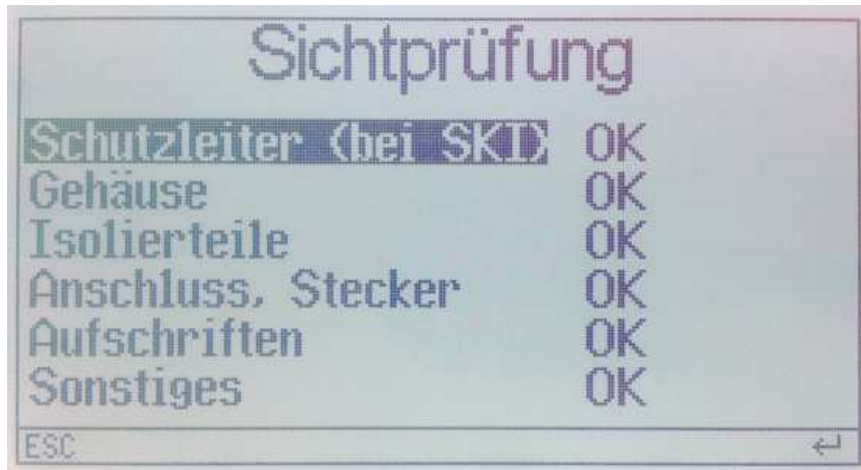 Sichtprüfung
Schutzleiter (bei SKI) OK
Gehäuse OK
Isolierteile OK
Anschluss, Stecker OK
Aufschriften OK
Sonstiges OK
ESC ↵